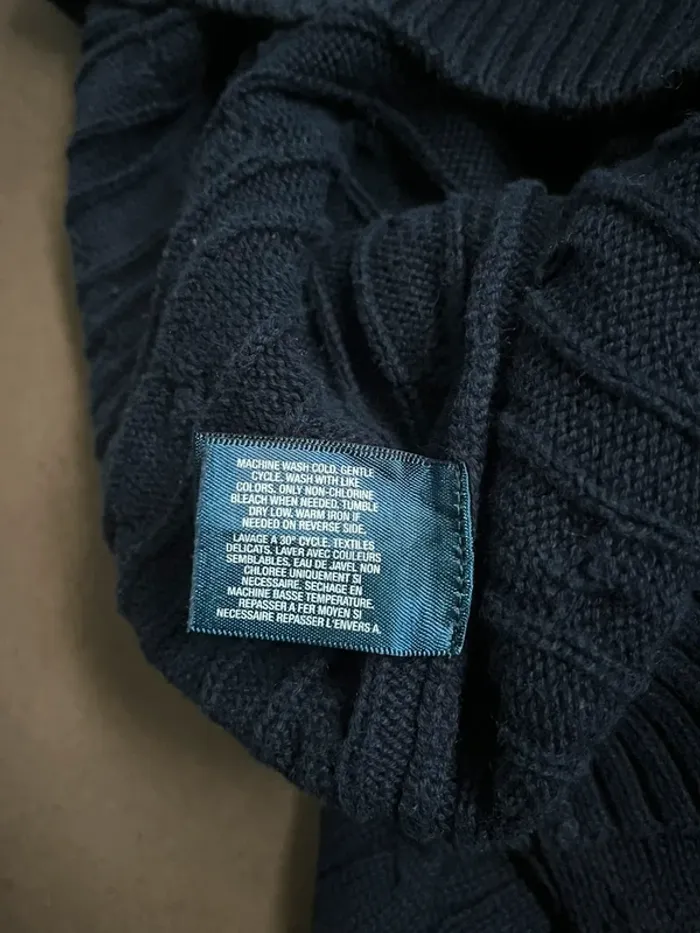 MACHINE WASH COLD, GENTLE
CYCLE. WASH WITH LIKE
COLORS. ONLY NON-CHLORINE
BLEACH WHEN NEEDED. TUMBLE
DRY LOW. WARM IRON IF
NEEDED ON REVERSE SIDE.
LAVAGE A 30° CYCLE. TEXTILES
DELICATS. LAVER AVEC COULEURS
SEMBLABLES, EAU DE JAVEL NON
CHLOREE UNIQUEMENT SI
NECESSAIRE. SECHAGE EN
MACHINE BASSE TEMPERATURE.
REPASSER A FER MOYEN SI
NECESSAIRE REPASSER L'ENVERS A.